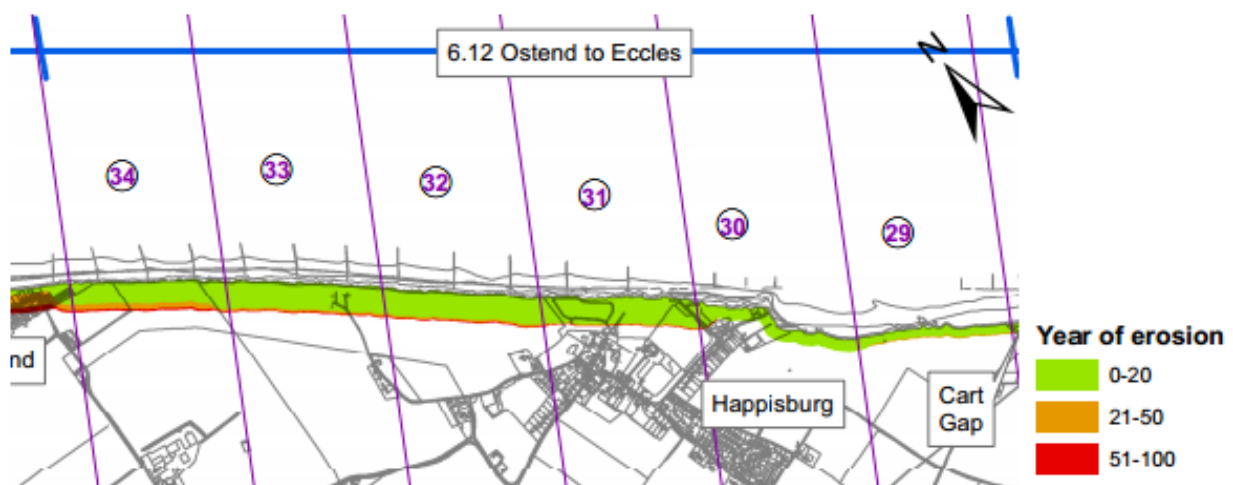 6.12 Ostend to Eccles
N
34
33
32
31
30
29
nd
Happisburg
Cart
Gap
Year of erosion
0-20
21-50
51-100